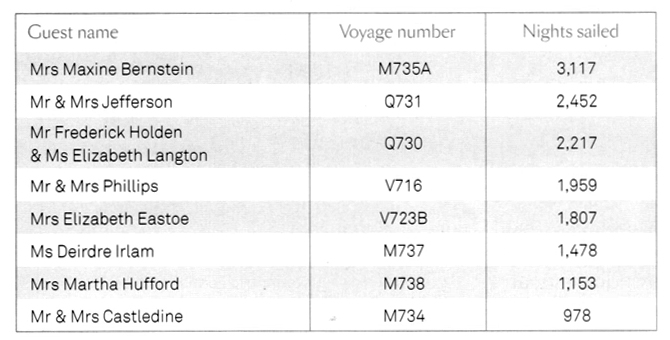 Guest name Voyage number Nights sailed
Mrs Maxine Bernstein M735A 3,117
Mr & Mrs Jefferson Q731 2,452
Mr Frederick Holden
& Ms Elizabeth Langton Q730 2,217
Mr & Mrs Phillips V716 1,959
Mrs Elizabeth Eastoe V723B 1,807
Ms Deirdre Irlam M737 1,478
Mrs Martha Hufford M738 1,153
Mr & Mrs Castledine M734 978